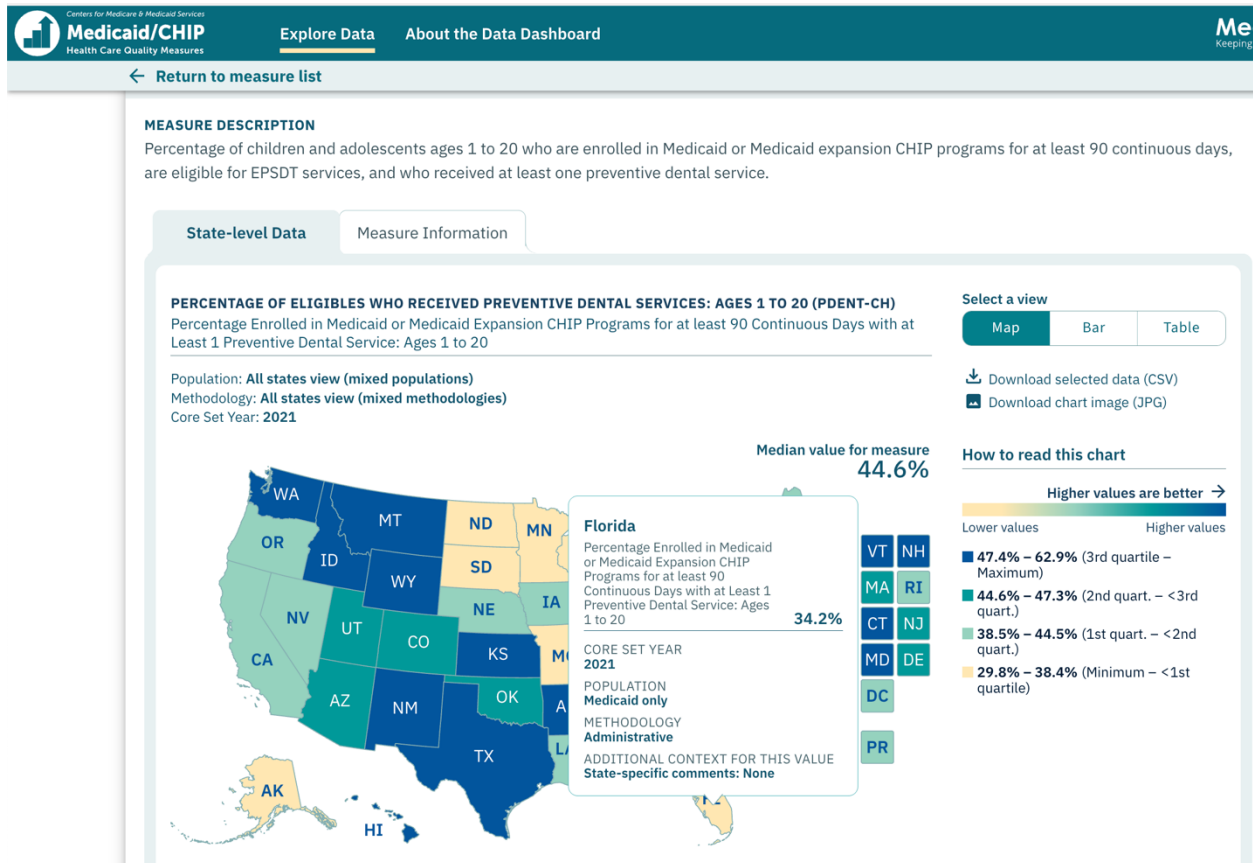 Centers for Medicare & Medicaid Services
Medicaid/CHIP
Health Care Quality Measures
Explore Data
About the Data Dashboard
Keeping
← Return to measure list
MEASURE DESCRIPTION
Percentage of children and adolescents ages 1 to 20 who are enrolled in Medicaid or Medicaid expansion CHIP programs for at least 90 continuous days,
are eligible for EPSDT services, and who received at least one preventive dental service.
State-level Data
Measure Information
PERCENTAGE OF ELIGIBLES WHO RECEIVED PREVENTIVE DENTAL SERVICES: AGES 1 TO 20 (PDENT-CH)
Percentage Enrolled in Medicaid or Medicaid Expansion CHIP Programs for at least 90 Continuous Days with at
Least 1 Preventive Dental Service: Ages 1 to 20
Population: All states view (mixed populations)
Methodology: All states view (mixed methodologies)
Core Set Year: 2021
Select a view
Map
Bar
Table
Download selected data (CSV)
Download chart image (JPG)
Median value for measure
44.6%
How to read this chart
Higher values are better →
Lower values
Higher values
47.4% – 62.9% (3rd quartile –
Maximum)
44.6% – 47.3% (2nd quart. – <3rd
quart.)
38.5% – 44.5% (1st quart. – <2nd
quart.)
29.8% – 38.4% (Minimum – <1st
quartile)
WA
MT
ND
MN
OR
ID
WY
SD
NE
IA
NV
UT
CO
CA
KS
AZ
NM
OK
TX
AK
HI
Florida
Percentage Enrolled in Medicaid
or Medicaid Expansion CHIP
Programs for at least 90
Continuous Days with at Least 1
Preventive Dental Service: Ages
1 to 20
34.2%
CORE SET YEAR
2021
POPULATION
Medicaid only
METHODOLOGY
Administrative
ADDITIONAL CONTEXT FOR THIS VALUE
State-specific comments: None
VT
NH
MA
RI
CT
NJ
MD
DE
DC
PR